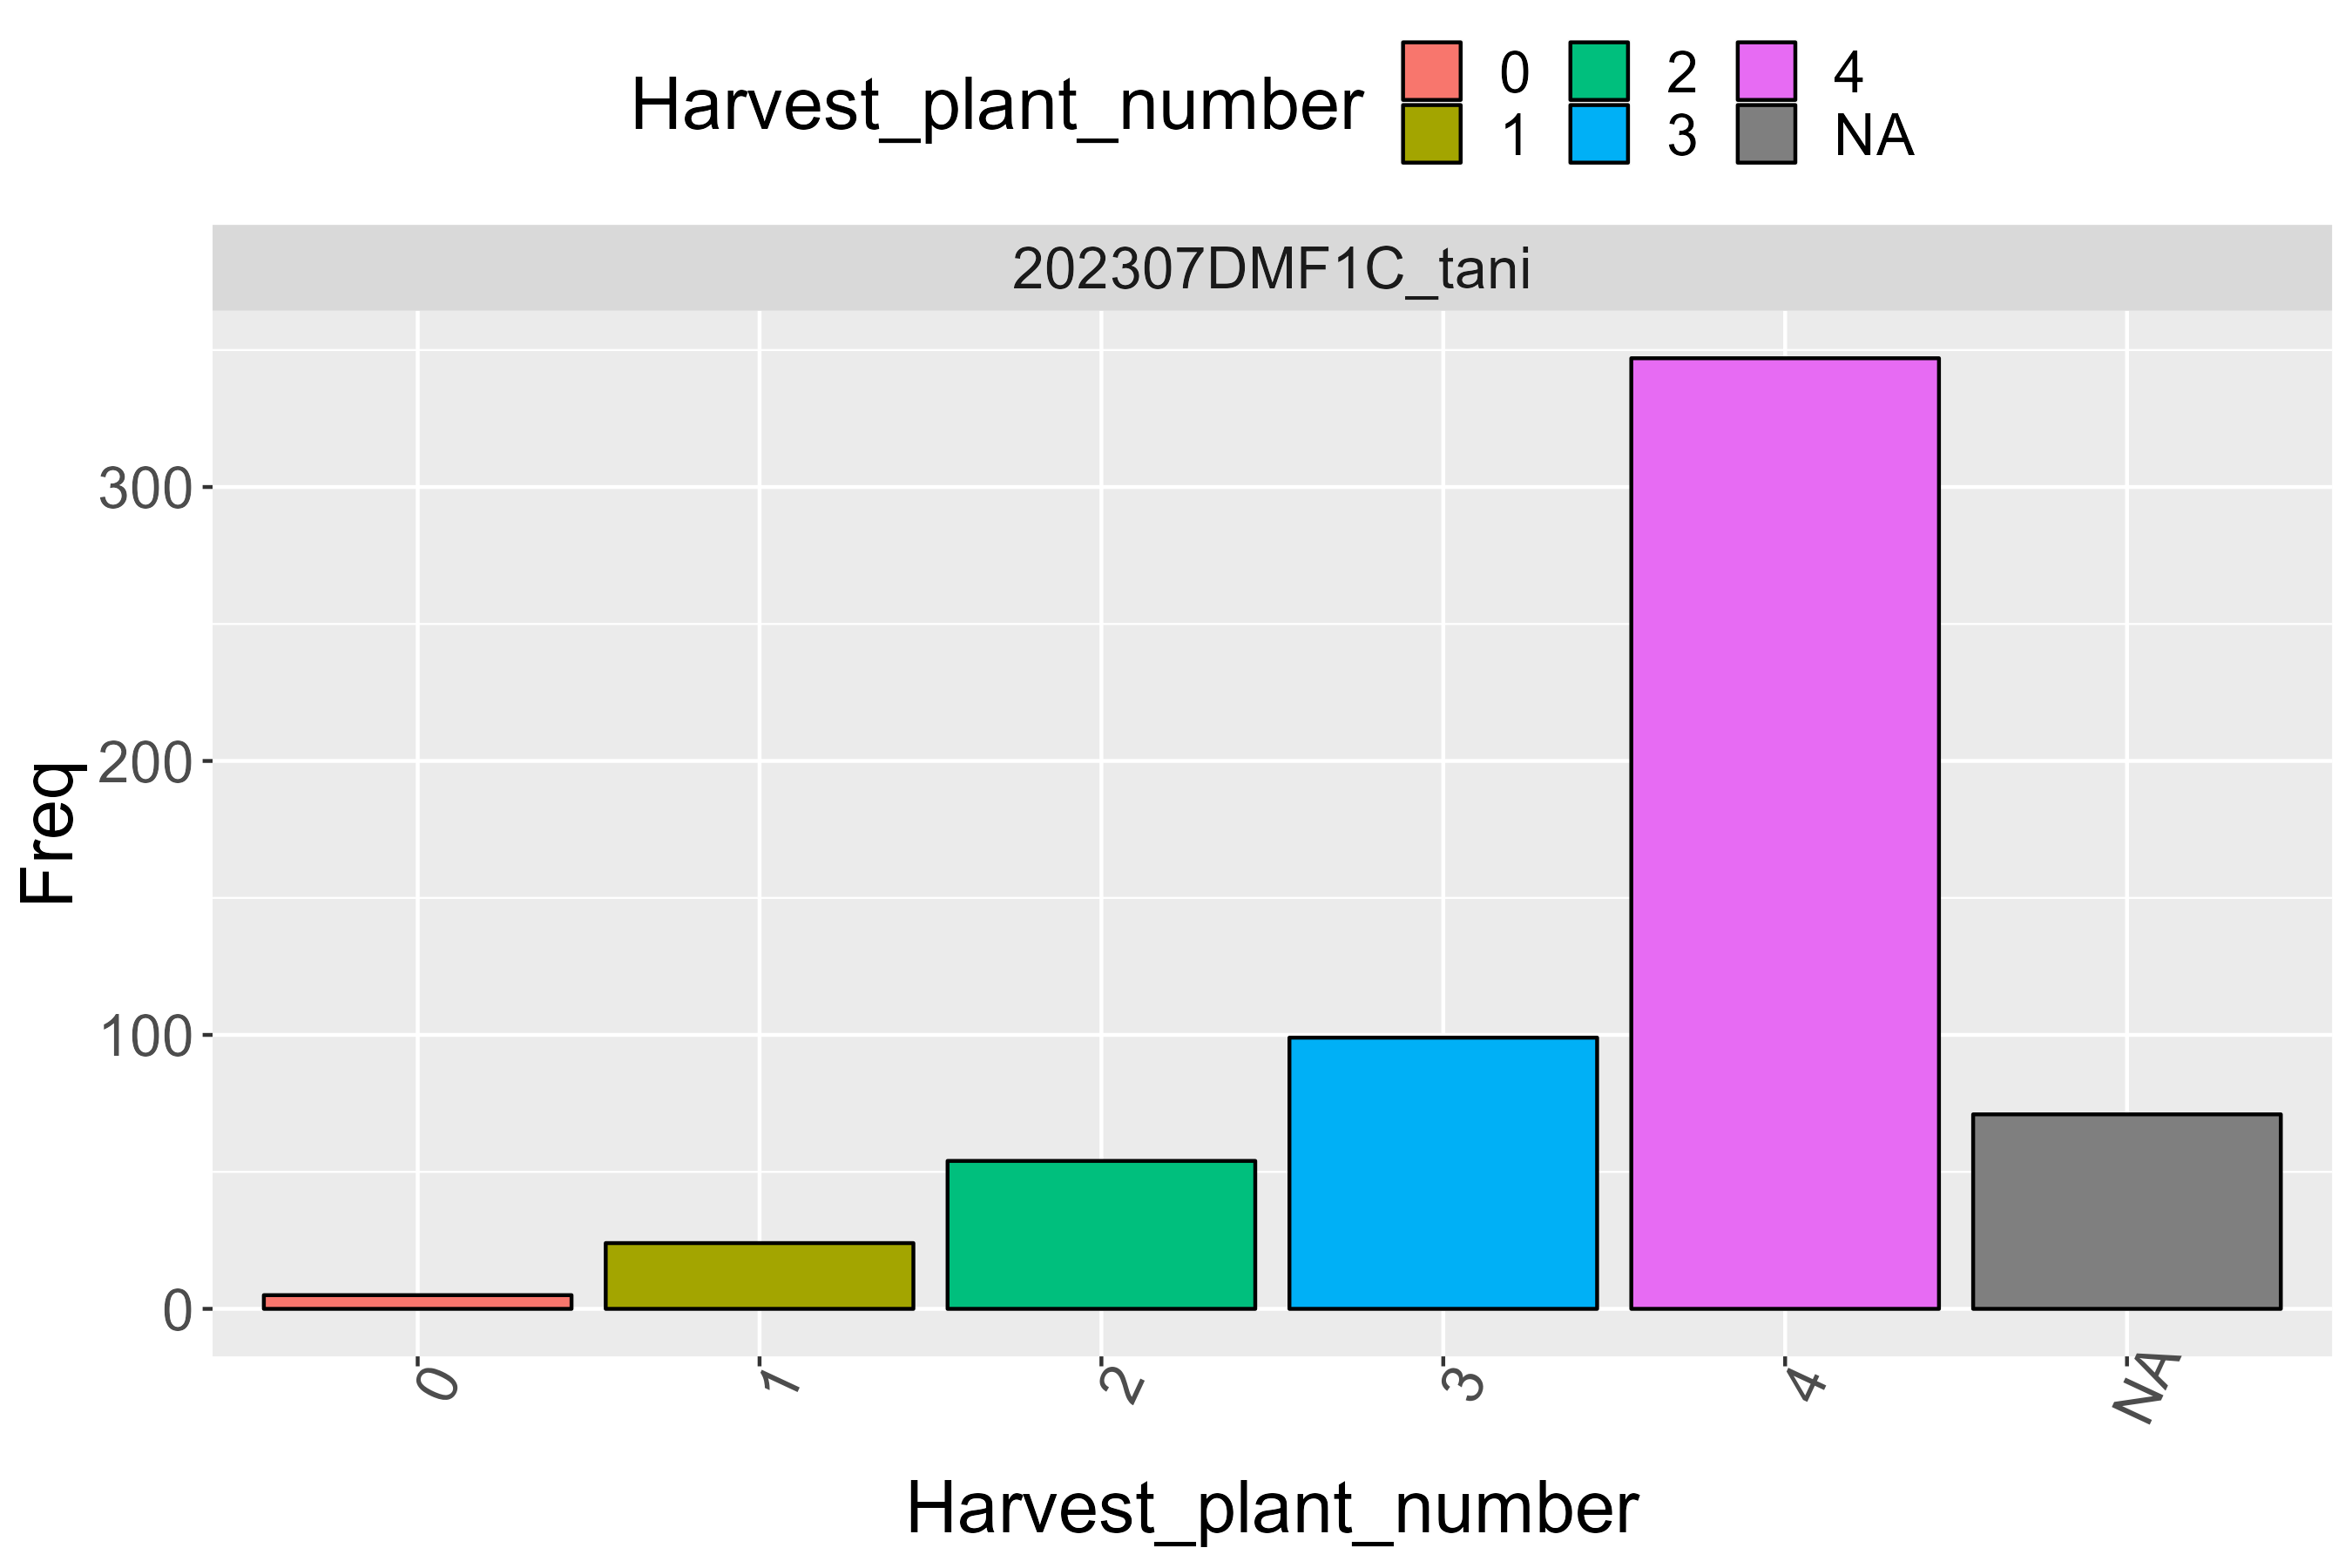 Harvest_plant_number
0 2 4
1 3 NA
202307DMF1C_tani
Freq
300
200
100
0
0 1 2 3 4 NA
Harvest_plant_number